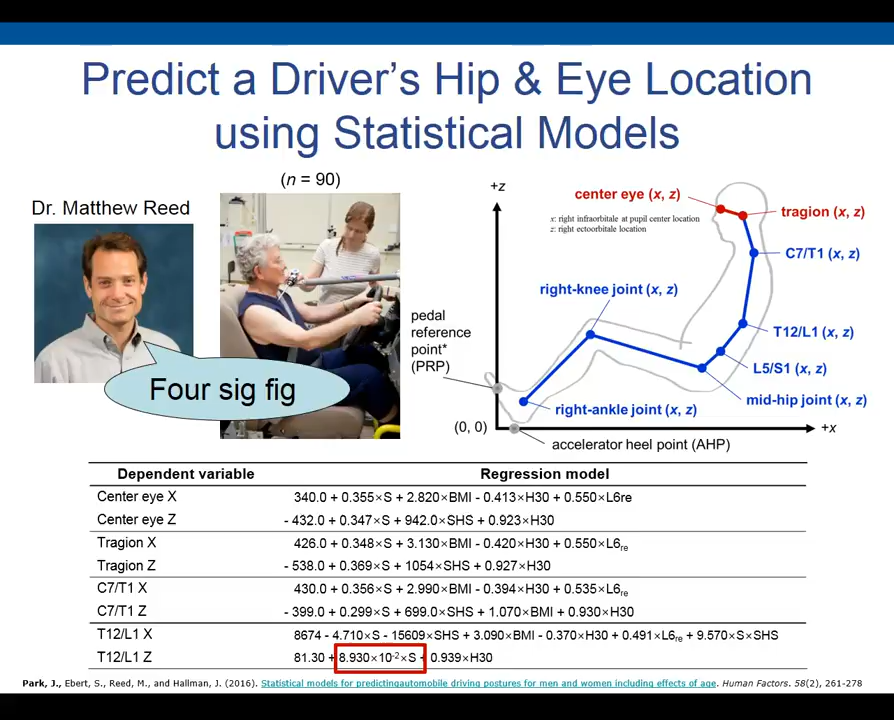 Predict a Driver's Hip & Eye Location
using Statistical Models
(n = 90)
Dr. Matthew Reed
Four sig fig
+z
center eye (x, z)
x: right infraorbitale at pupil center location
z: right ectoorbitale location
tragion (x, z)
C7/T1 (x, z)
right-knee joint (x, z)
pedal
reference
point*
(PRP)
T12/L1 (x, z)
L5/S1 (x, z)
mid-hip joint (x, z)
right-ankle joint (x, z)
(0, 0)
+x
accelerator heel point (AHP)
Dependent variable Regression model
Center eye X 340.0 + 0.355×S + 2.820×BMI - 0.413×H30 + 0.550×L6re
Center eye Z - 432.0 + 0.347×S + 942.0×SHS + 0.923×H30
Tragion X 426.0 + 0.348×S + 3.130×BMI - 0.420×H30 + 0.550×L6re
Tragion Z - 538.0 + 0.369×S + 1054×SHS + 0.927×H30
C7/T1 X 430.0 + 0.356×S + 2.990×BMI - 0.394×H30 + 0.535×L6re
C7/T1 Z - 399.0 + 0.299×S + 699.0×SHS + 1.070×BMI + 0.930×H30
T12/L1 X 8674 - 4.710×S - 15609×SHS + 3.090×BMI - 0.370×H30 + 0.491×L6re + 9.570×S×SHS
T12/L1 Z 81.30 + 8.930×10-2×S + 0.939×H30
Park, J., Ebert, S., Reed, M., and Hallman, J. (2016). Statistical models for predictingautomobile driving postures for men and women including effects of age. Human Factors. 58(2), 261-278